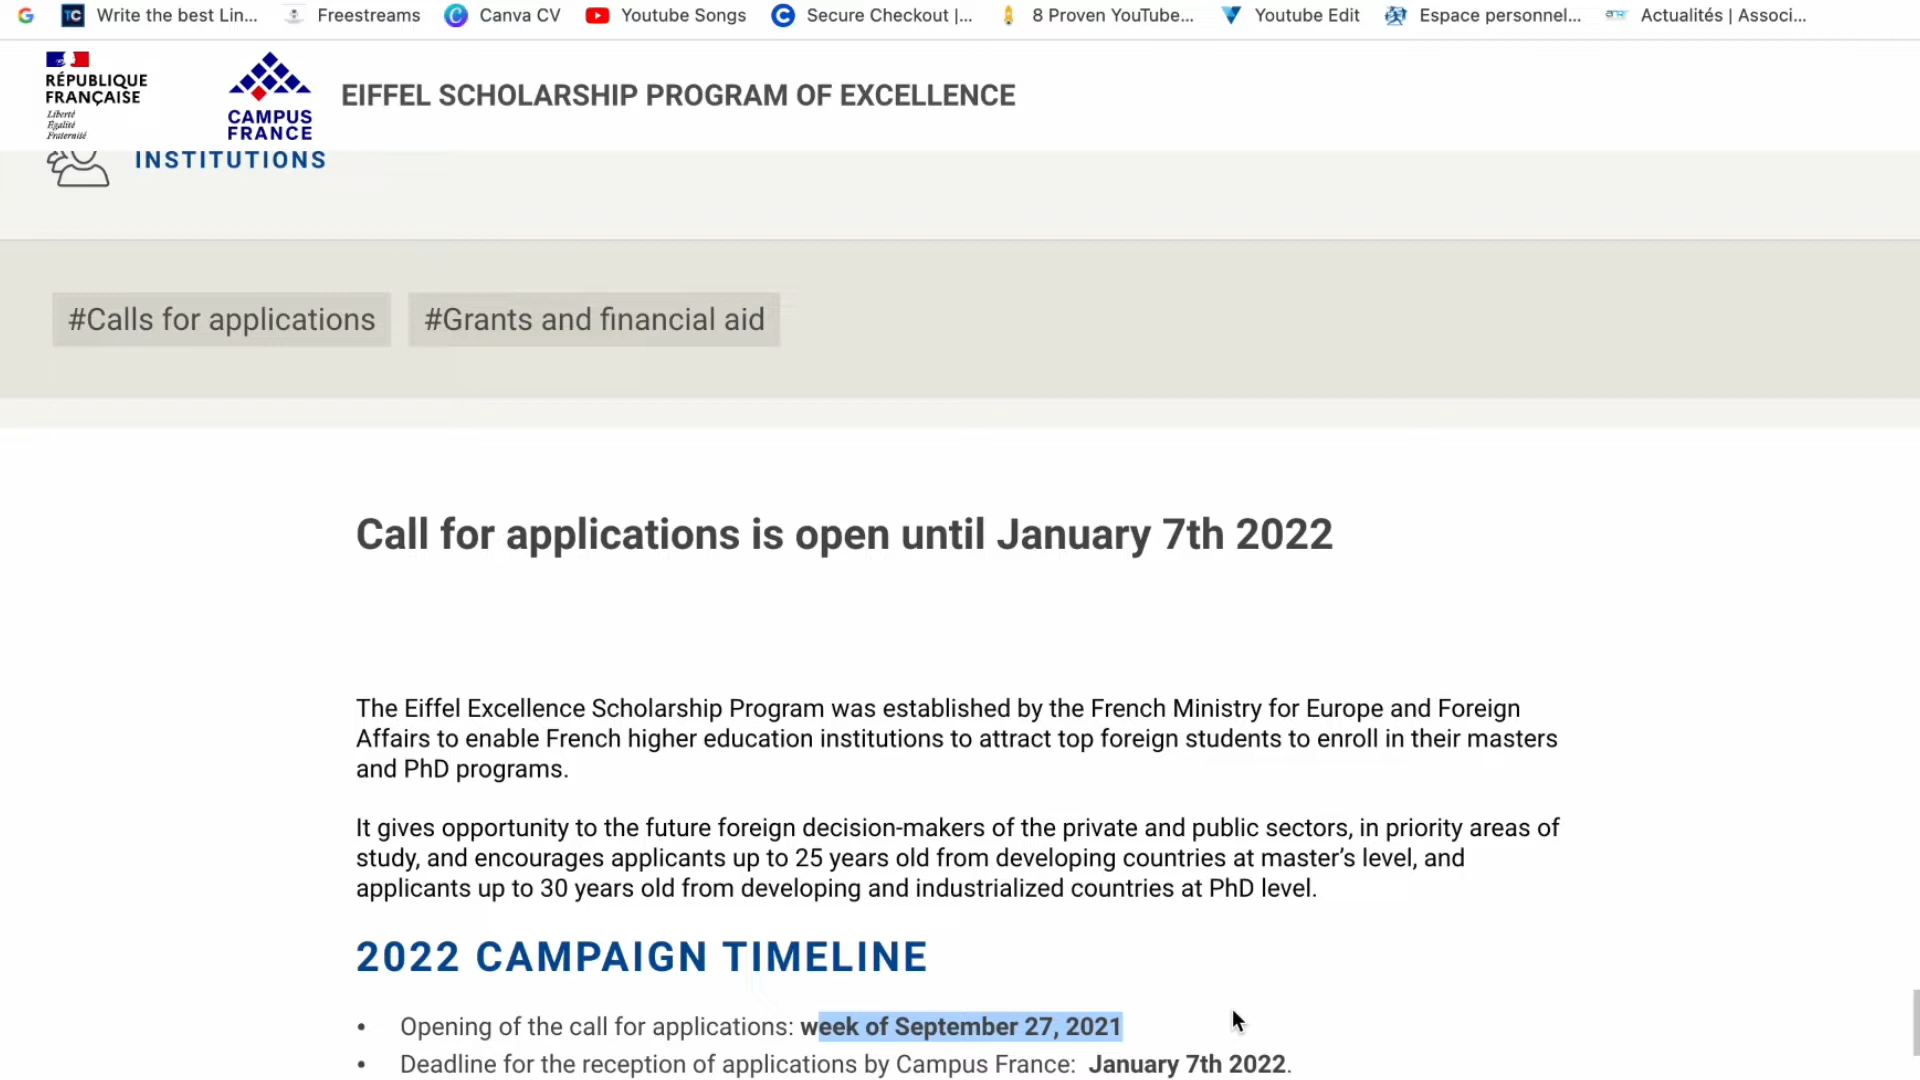 Write the best Lin... Freestreams Canva CV Youtube Songs Secure Checkout |... 8 Proven YouTube... Youtube Edit Espace personnel... Actualités | Associ...
RÉPUBLIQUE
FRANÇAISE
Liberté
Égalité
Fraternité
CAMPUS
FRANCE
EIFFEL SCHOLARSHIP PROGRAM OF EXCELLENCE
INSTITUTIONS
#Calls for applications #Grants and financial aid
Call for applications is open until January 7th 2022
The Eiffel Excellence Scholarship Program was established by the French Ministry for Europe and Foreign
Affairs to enable French higher education institutions to attract top foreign students to enroll in their masters
and PhD programs.
It gives opportunity to the future foreign decision-makers of the private and public sectors, in priority areas of
study, and encourages applicants up to 25 years old from developing countries at master’s level, and
applicants up to 30 years old from developing and industrialized countries at PhD level.
2022 CAMPAIGN TIMELINE
• Opening of the call for applications: week of September 27, 2021
• Deadline for the reception of applications by Campus France: January 7th 2022.